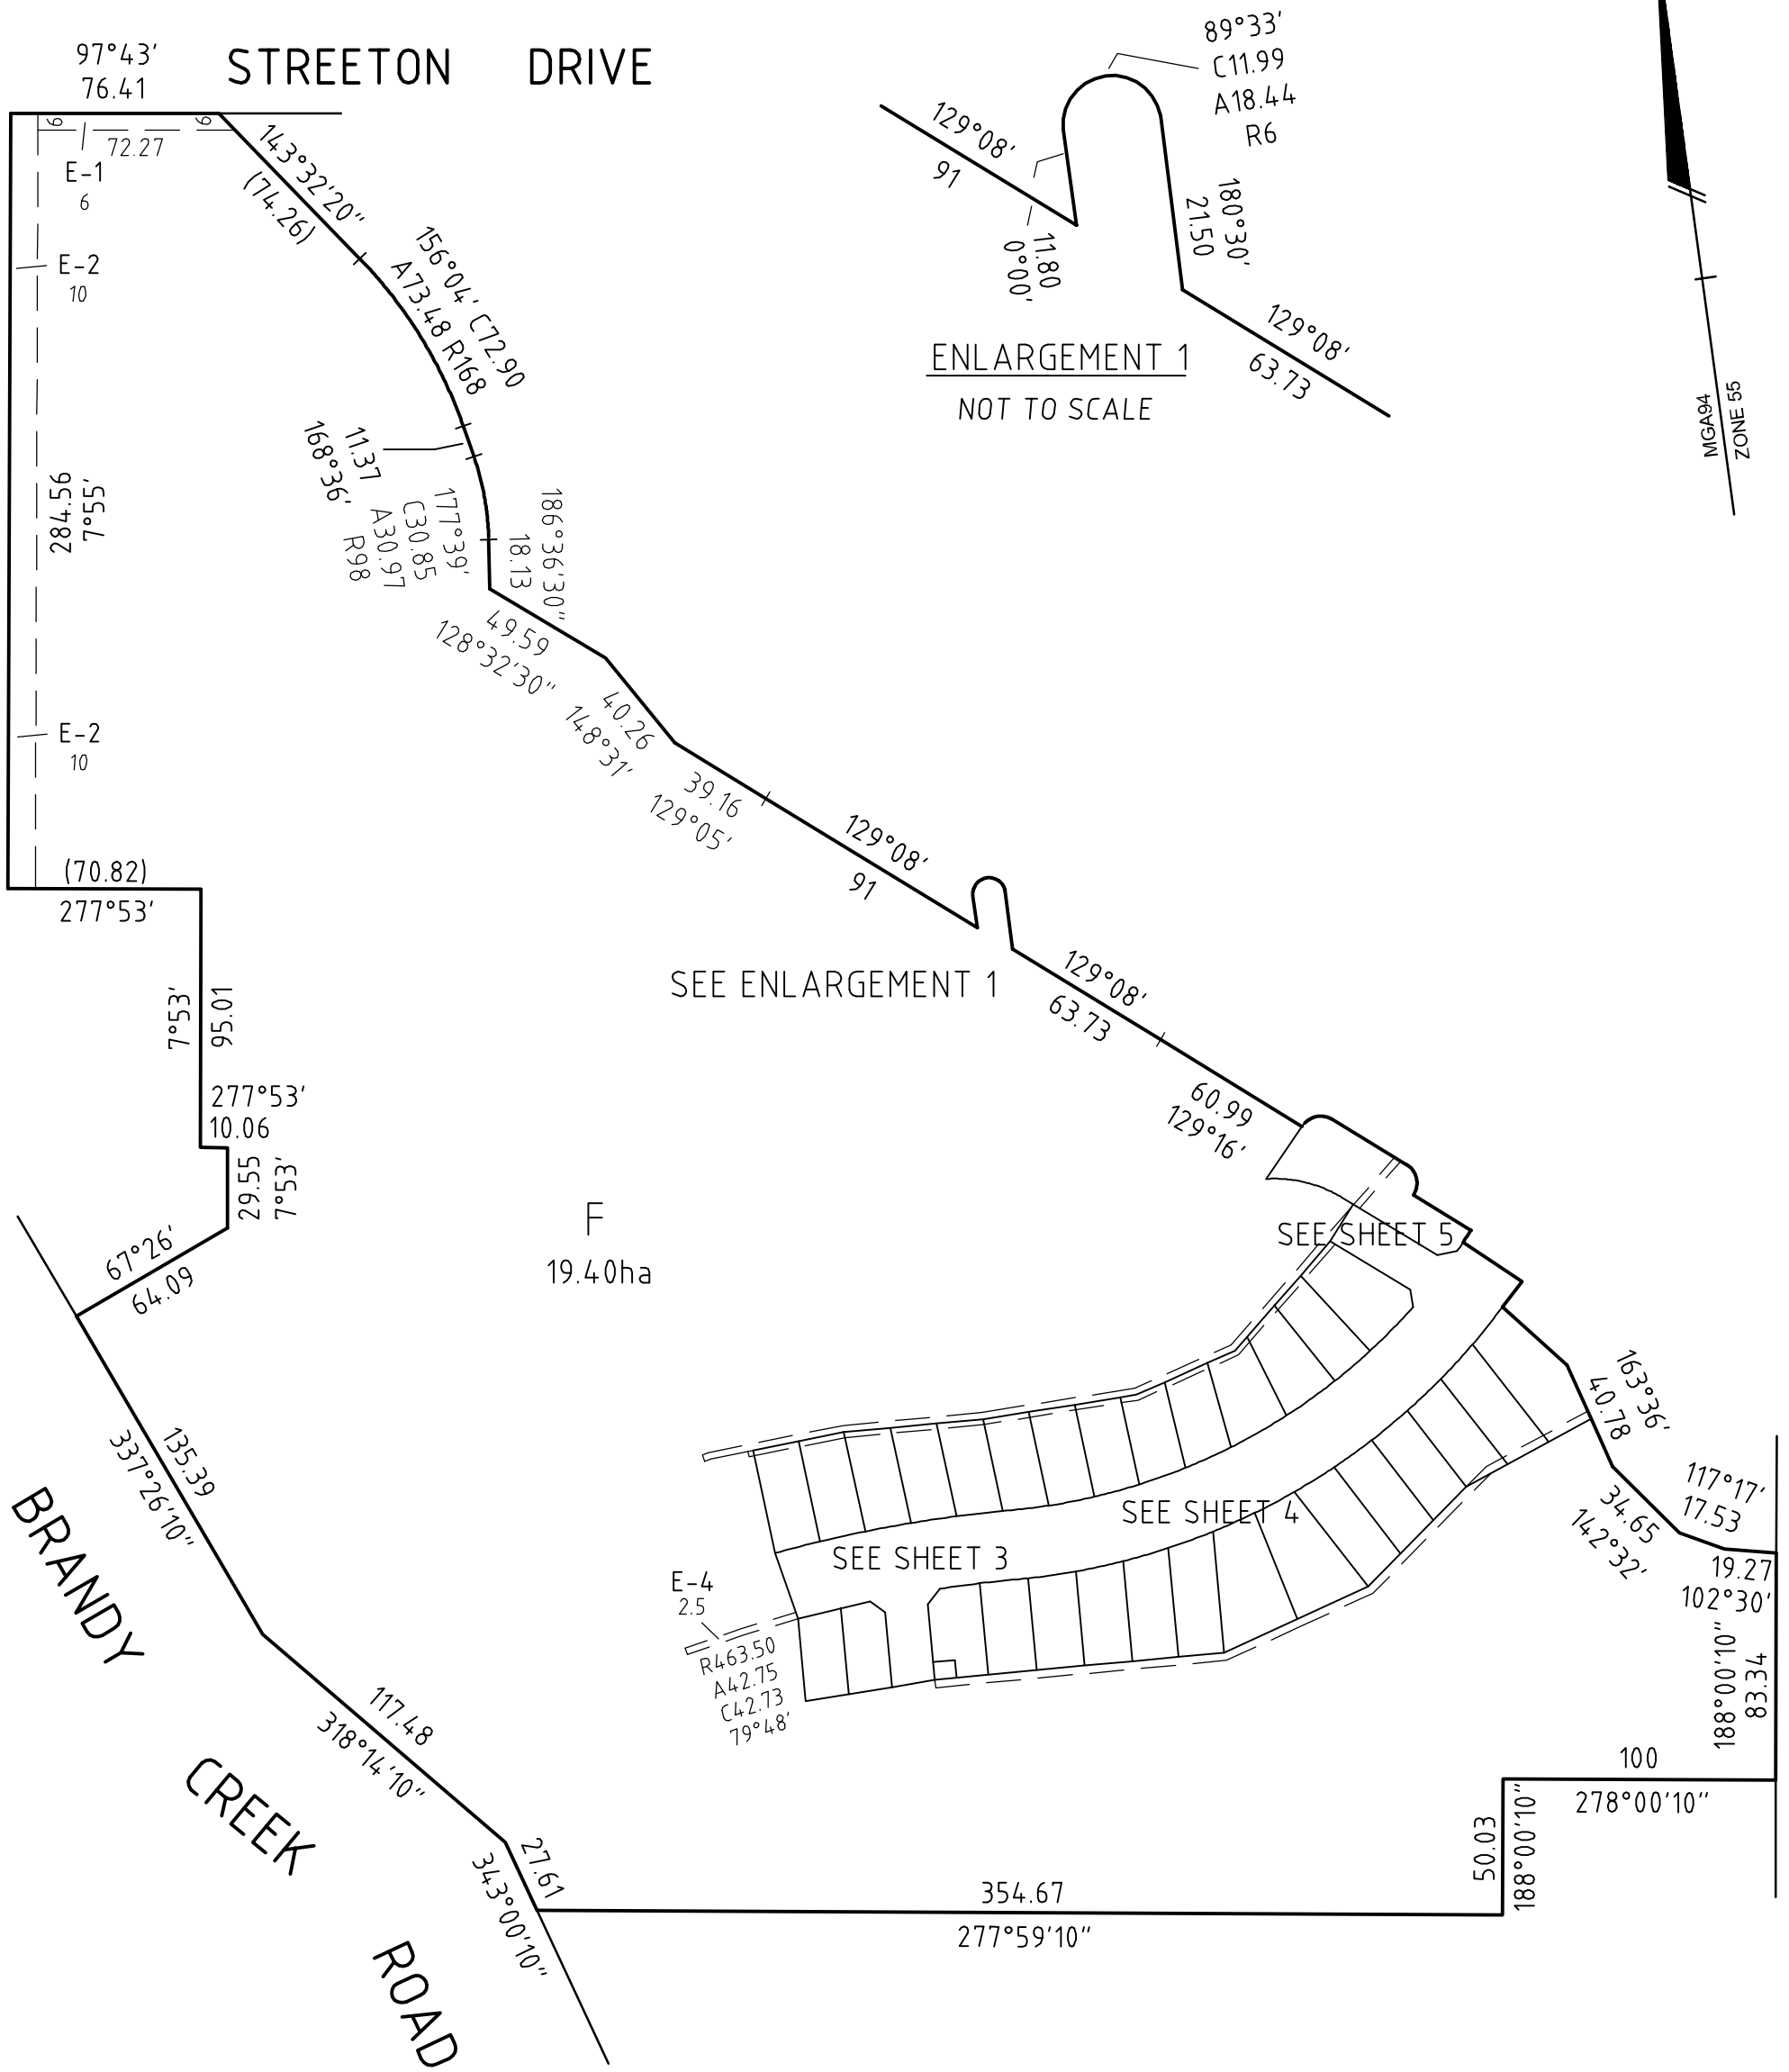 97°43'
76.41
STREETON DRIVE
6
6
72.27
E-1
6
143°32'20"
(74.26)
E-2
10
156°04' C72.90
A73.48 R168
284.56
7°55'
11.37
168°36'
177°39'
C30.85
A30.97
R98
186°36'30"
18.13
49.59
128°32'30"
40.26
148°31'
39.16
129°05'
E-2
10
129°08'
91
89°33'
C11.99
A18.44
R6
11.80
0°00'
180°30'
21.50
129°08'
63.73
ENLARGEMENT 1
NOT TO SCALE
MGA94
ZONE 55
129°08'
91
SEE ENLARGEMENT 1
129°08'
63.73
60.99
129°16'
(70.82)
277°53'
7°53'
95.01
277°53'
10.06
29.55
7°53'
67°26'
64.09
F
19.40ha
SEE SHEET 5
SEE SHEET 4
SEE SHEET 3
E-4
2.5
R463.50
A42.75
C42.73
79°48'
163°36'
40.78
34.65
142°32'
117°17'
17.53
19.27
102°30'
188°00'10"
83.34
100
278°00'10"
50.03
188°00'10"
354.67
277°59'10"
135.39
337°26'10"
117.48
318°14'10"
27.61
343°00'10"
BRANDY
CREEK
ROAD